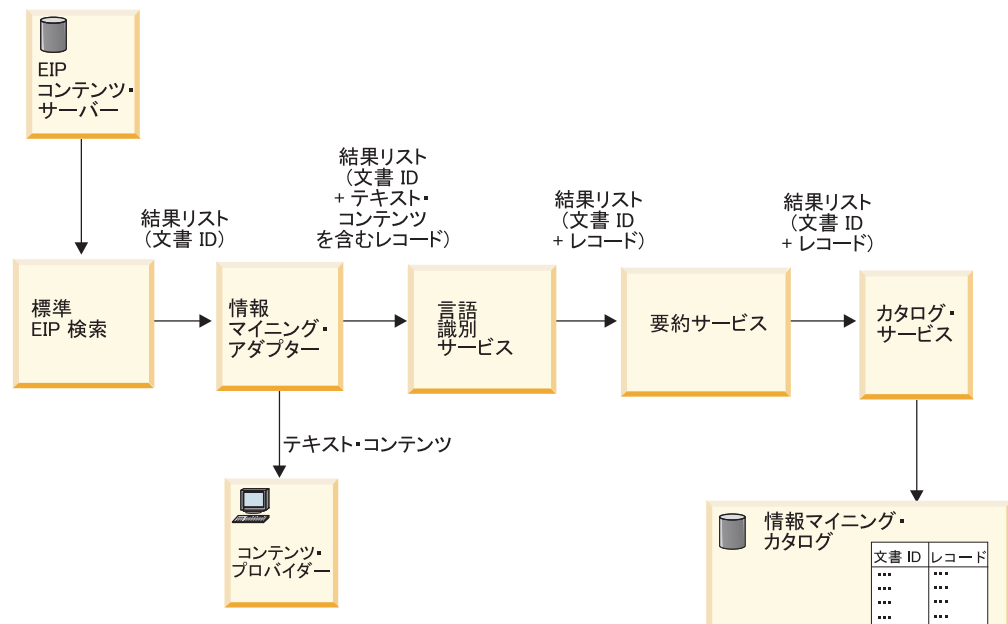 EIP
コンテンツ・
サーバー
結果リスト
(文書 ID)
結果リスト
(文書 ID
+ テキスト・
コンテンツ
を含むレコード)
結果リスト
(文書 ID
+ レコード)
結果リスト
(文書 ID
+ レコード)
標準
EIP 検索
情報
マイニング・
アダプター
言語
識別
サービス
要約サービス
カタログ・
サービス
テキスト・コンテンツ
コンテンツ・
プロバイダー
情報マイニング・
カタログ
文書 ID レコード
... ...
... ...
... ...
... ...